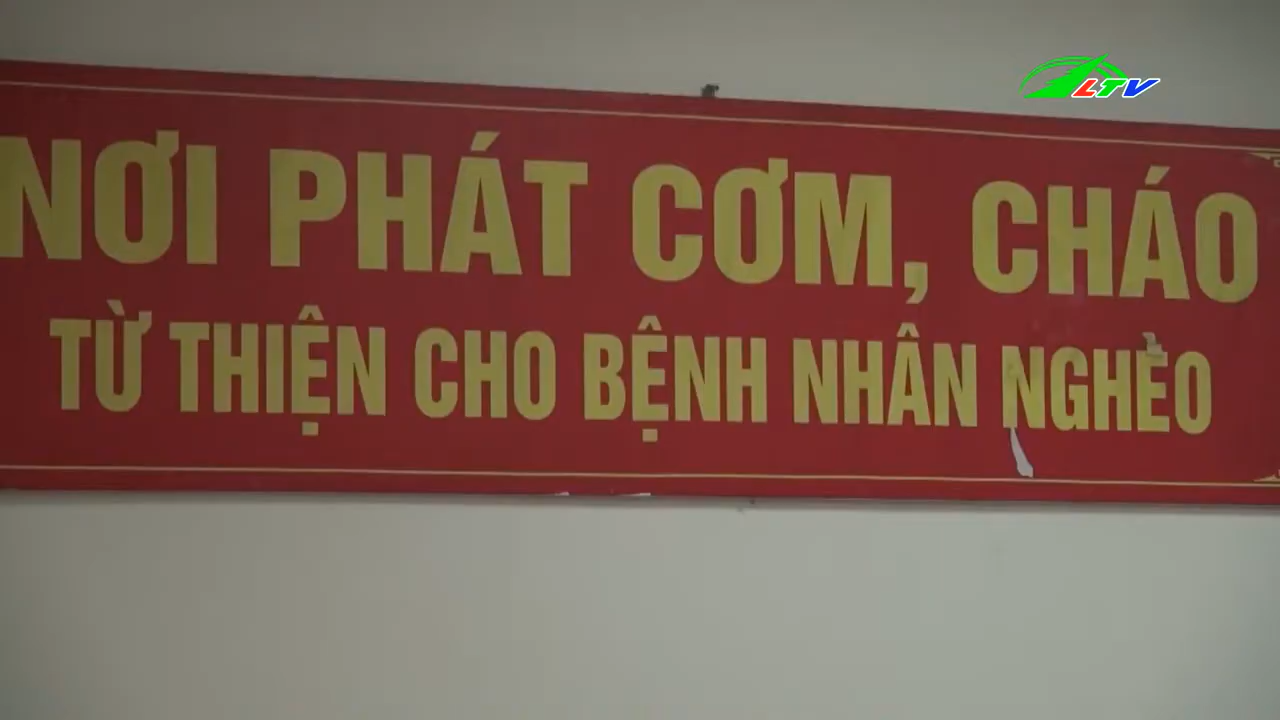 LTV
NƠI PHÁT CƠM, CHÁO
TỪ THIỆN CHO BỆNH NHÂN NGHÈO